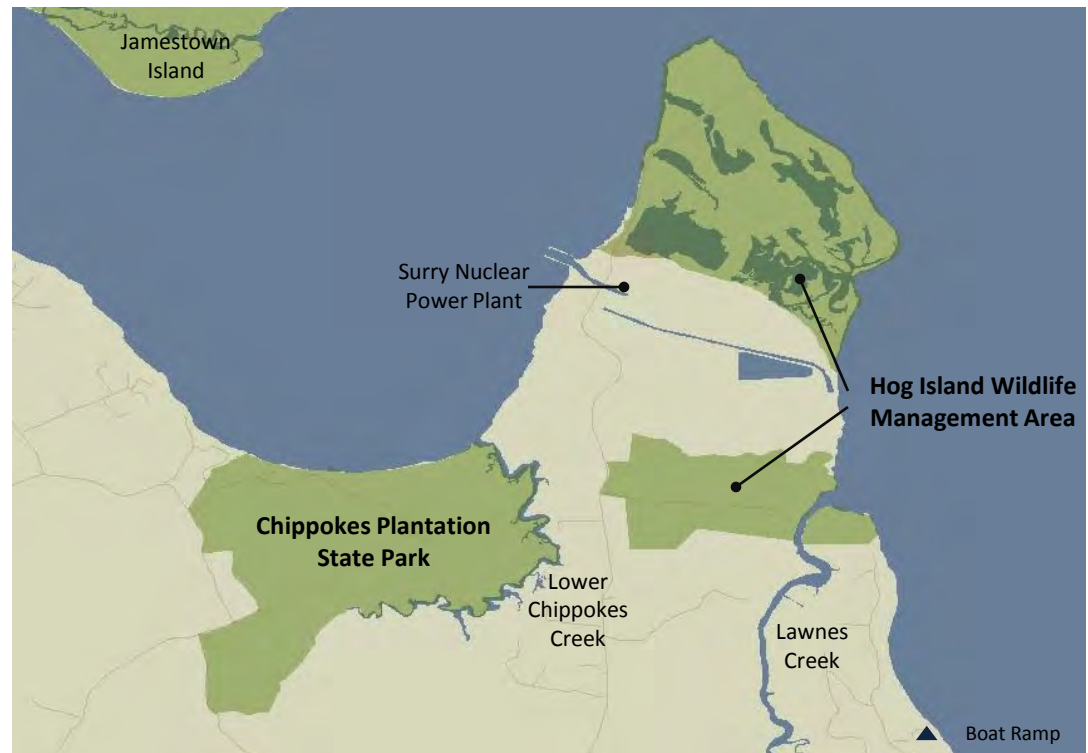 Jamestown
Island
Surry Nuclear
Power Plant
Hog Island Wildlife
Management Area
Chippokes Plantation
State Park
Lower
Chippokes
Creek
Lawnes
Creek
Boat Ramp